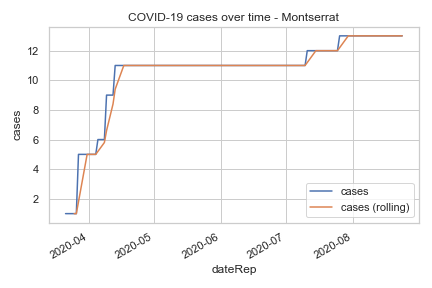 COVID-19 cases over time - Montserrat
cases
12
10
8
6
4
2
2020-04
2020-05
2020-06
2020-07
2020-08
dateRep
cases
cases (rolling)